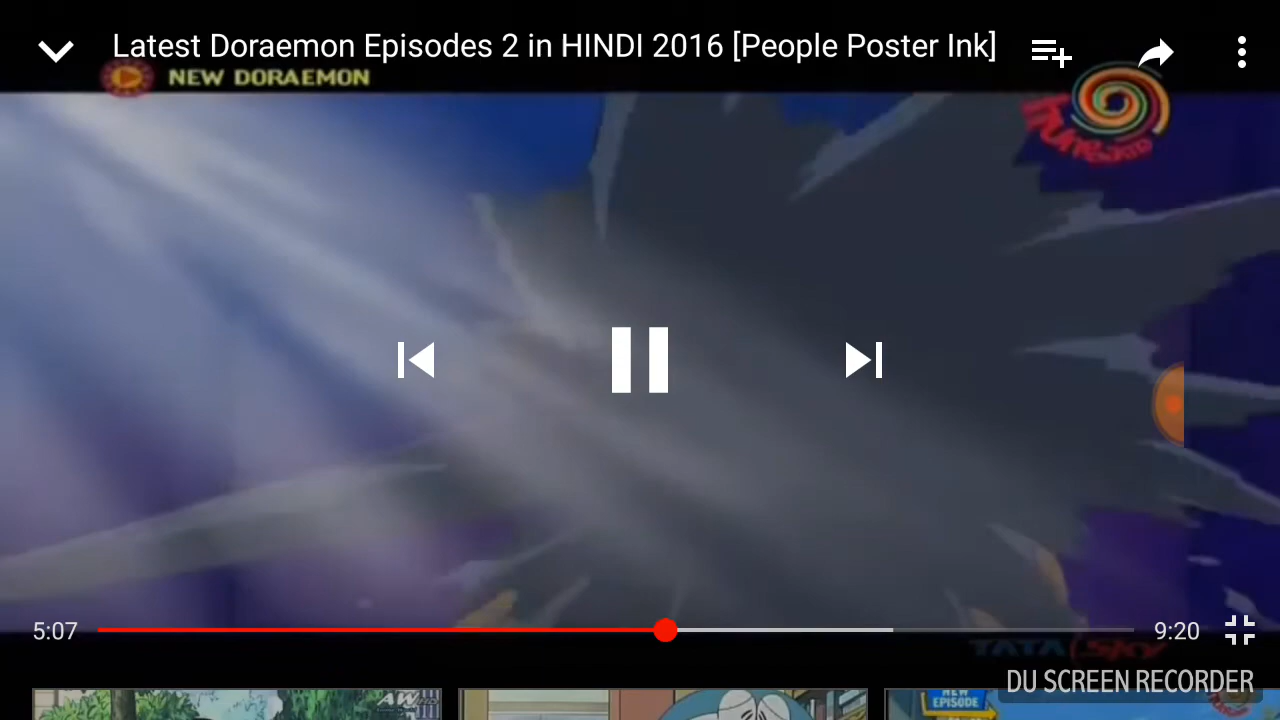 Latest Doraemon Episodes 2 in HINDI 2016 [People Poster Ink]
NEW DORAEMON
5:07
9:20
TATA SKY
DU SCREEN RECORDER
AW
NEW
EPISODE